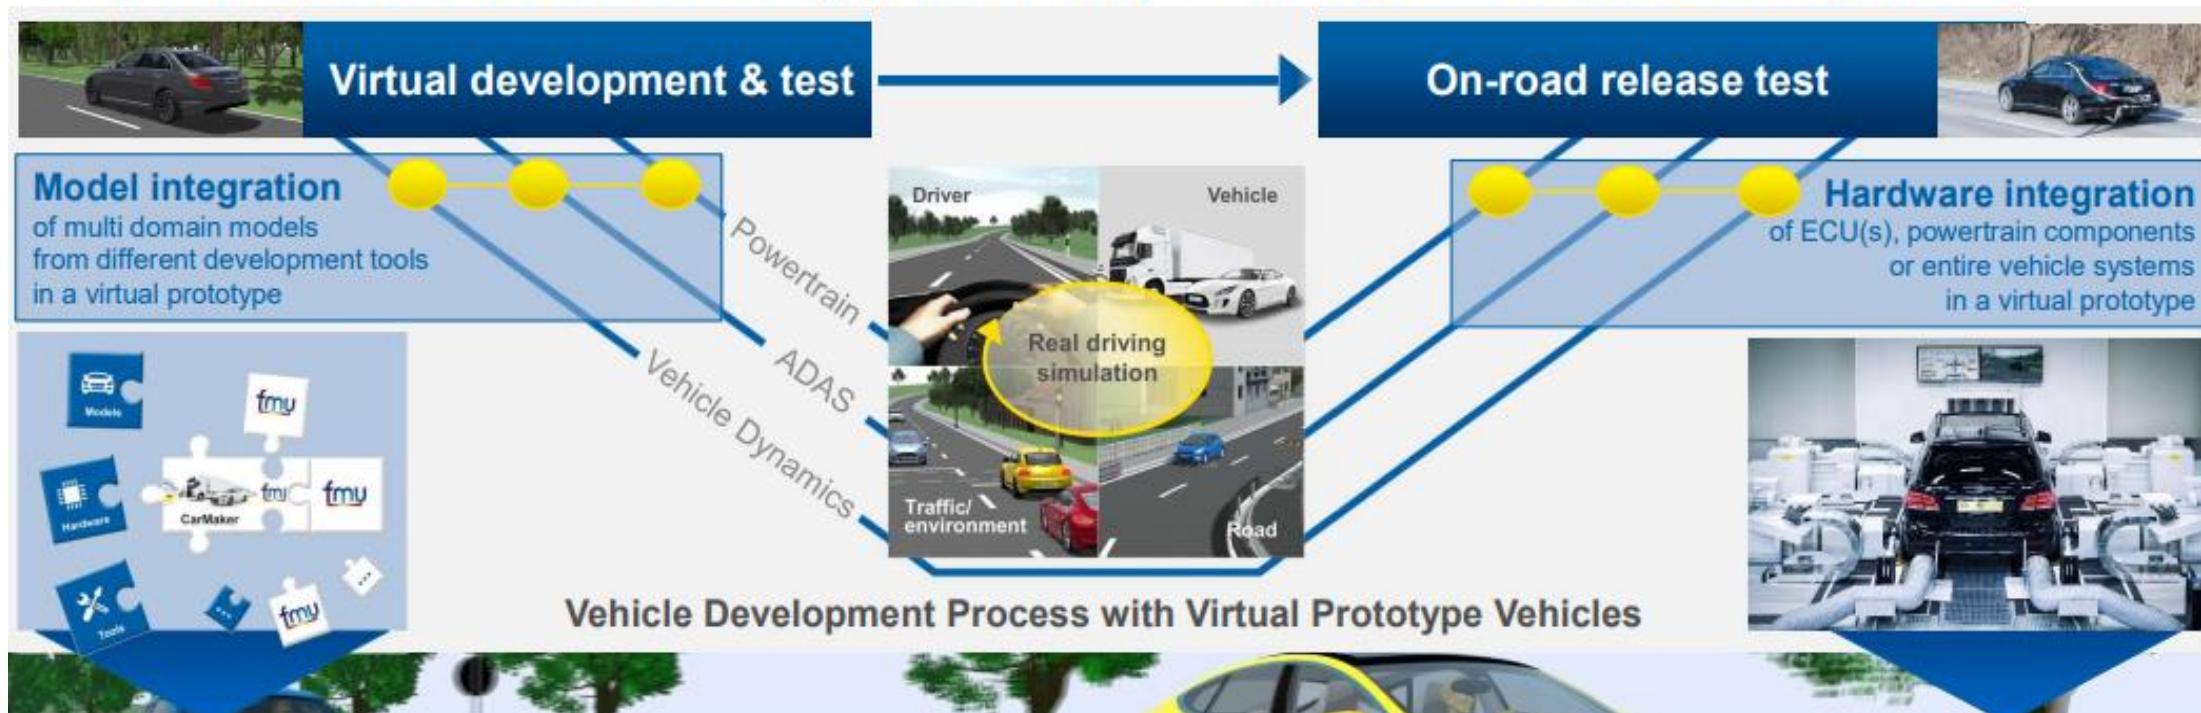 Virtual development & test
On-road release test
Model integration
of multi domain models
from different development tools
in a virtual prototype
Hardware integration
of ECU(s), powertrain components
or entire vehicle systems
in a virtual prototype
Powertrain
ADAS
Vehicle Dynamics
Driver
Vehicle
Real driving
simulation
Traffic/
environment
Road
Models
fmu
Hardware
CarMaker
fmu
fmu
Tools
...
fmu
...
Vehicle Development Process with Virtual Prototype Vehicles